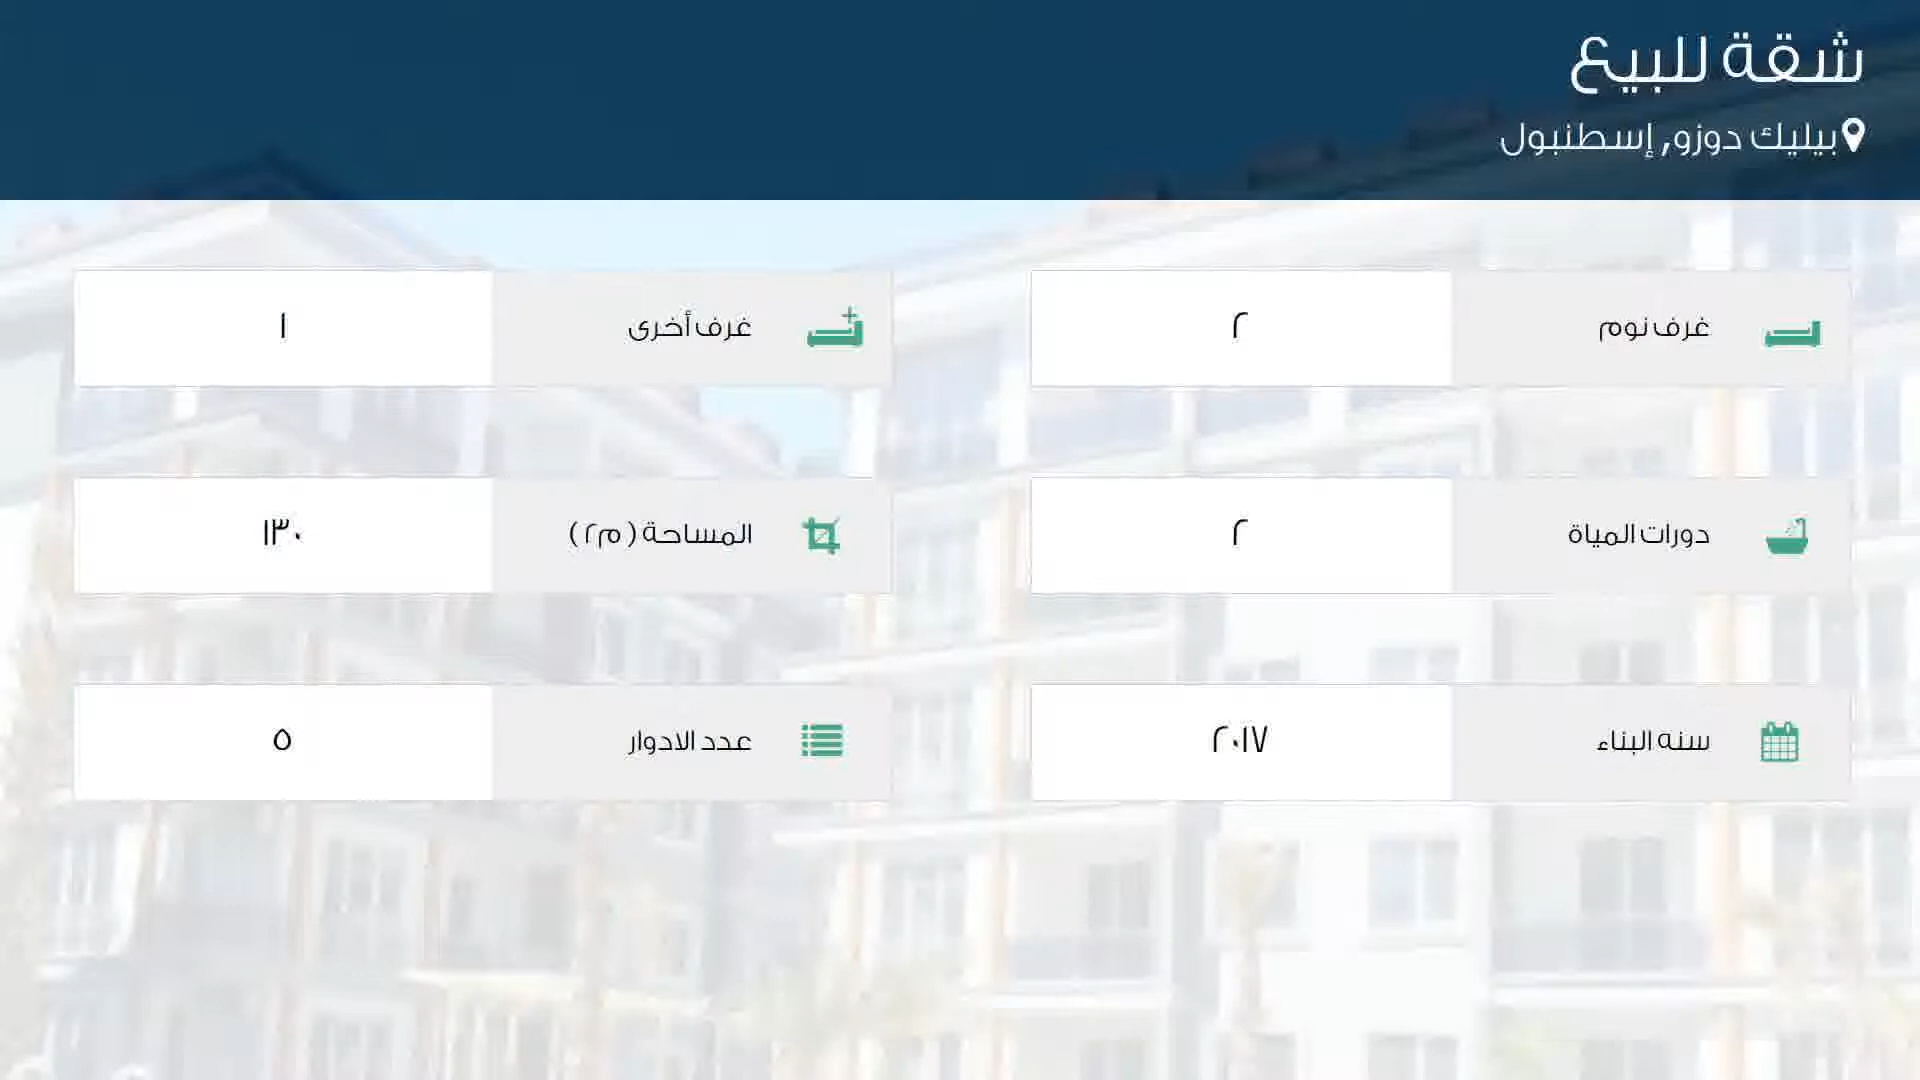 شقة للبيع
بيليك دوزو, إسطنبول
غرف نوم ٢
غرف أخرى ١
دورات المياة ٢
المساحة ( م٢ ) ١٣٠
سنه البناء ٢٠١٧
عدد الادوار ٥